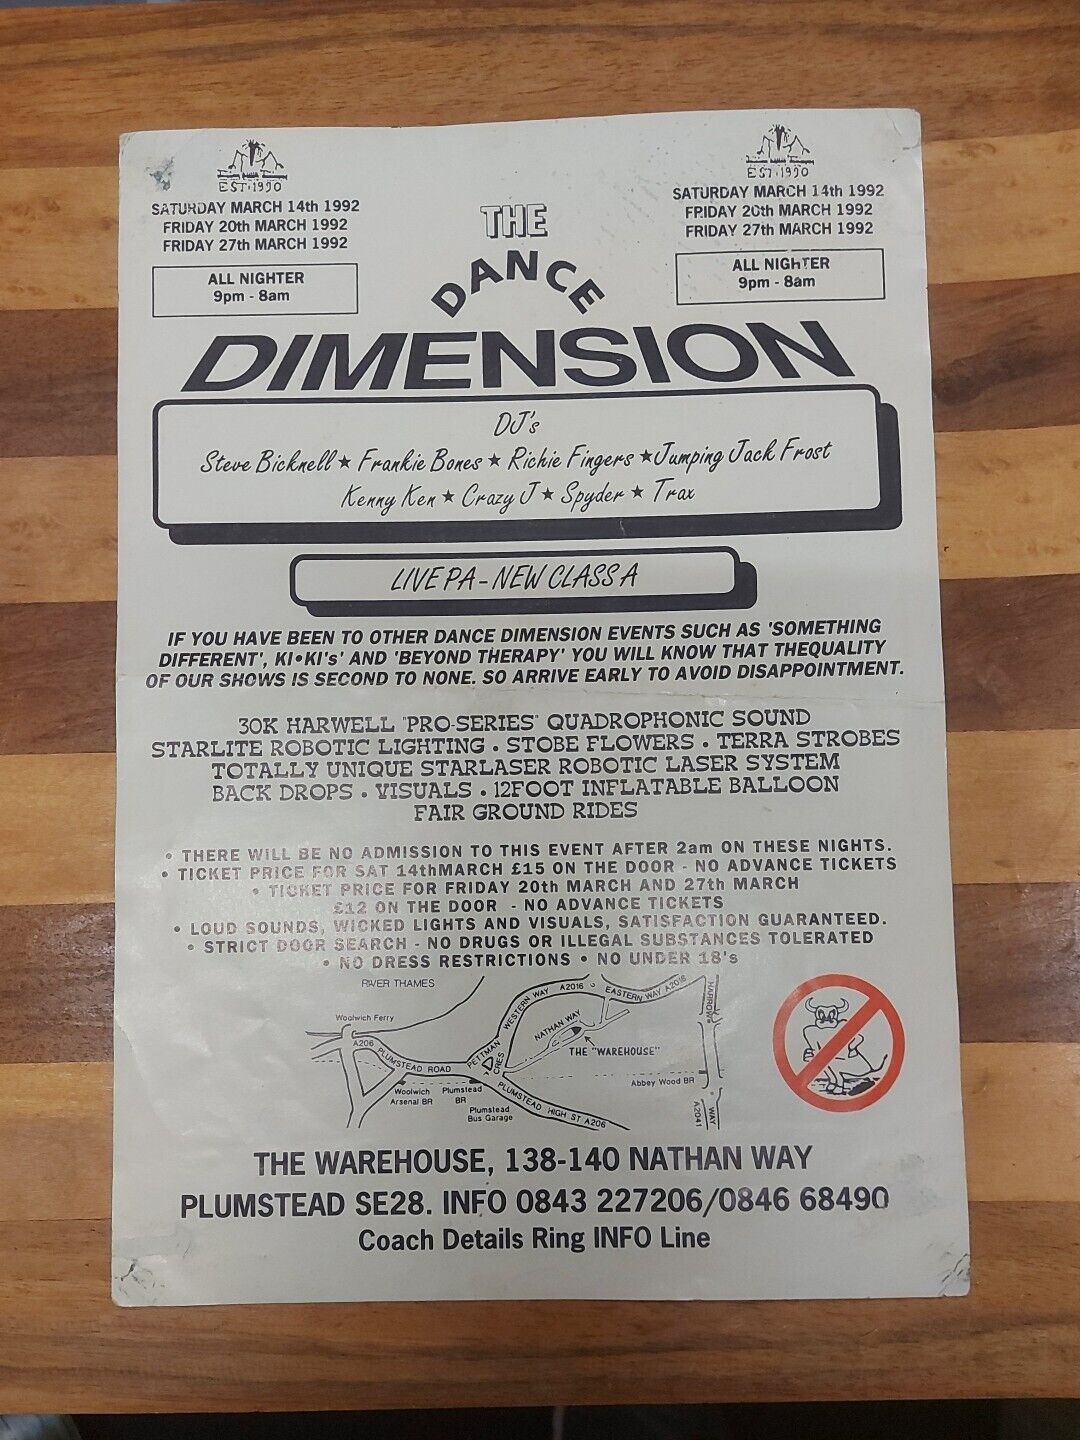 EST·1990
SATURDAY MARCH 14th 1992
FRIDAY 20th MARCH 1992
FRIDAY 27th MARCH 1992
ALL NIGHTER
9pm - 8am
EST·1990
SATURDAY MARCH 14th 1992
FRIDAY 20th MARCH 1992
FRIDAY 27th MARCH 1992
ALL NIGHTER
9pm - 8am
THE
DANCE
DIMENSION
DJ's
Steve Bicknell ★ Frankie Bones ★ Richie Fingers ★ Jumping Jack Frost
Kenny Ken ★ Crazy J ★ Spyder ★ Trax
LIVE PA - NEW CLASS A
IF YOU HAVE BEEN TO OTHER DANCE DIMENSION EVENTS SUCH AS 'SOMETHING
DIFFERENT', KI•KI's' AND 'BEYOND THERAPY' YOU WILL KNOW THAT THEQUALITY
OF OUR SHOWS IS SECOND TO NONE. SO ARRIVE EARLY TO AVOID DISAPPOINTMENT.
30K HARWELL "PRO-SERIES" QUADROPHONIC SOUND
STARLITE ROBOTIC LIGHTING • STOBE FLOWERS • TERRA STROBES
TOTALLY UNIQUE STARLASER ROBOTIC LASER SYSTEM
BACK DROPS • VISUALS • 12FOOT INFLATABLE BALLOON
FAIR GROUND RIDES
• THERE WILL BE NO ADMISSION TO THIS EVENT AFTER 2am ON THESE NIGHTS.
• TICKET PRICE FOR SAT 14thMARCH £15 ON THE DOOR - NO ADVANCE TICKETS
• TICKET PRICE FOR FRIDAY 20th MARCH AND 27th MARCH
£12 ON THE DOOR - NO ADVANCE TICKETS
• LOUD SOUNDS, WICKED LIGHTS AND VISUALS, SATISFACTION GUARANTEED.
• STRICT DOOR SEARCH - NO DRUGS OR ILLEGAL SUBSTANCES TOLERATED
• NO DRESS RESTRICTIONS • NO UNDER 18's
RIVER THAMES
Woolwich Ferry
A206
PLUMSTEAD ROAD
Woolwich
Arsenal BR
Plumstead
BR
Plumstead
Bus Garage
PETTMAN
CRES
WESTERN WAY A2016
EASTERN WAY A2016
NATHAN WAY
THE "WAREHOUSE"
PLUMSTEAD HIGH ST A206
Abbey Wood BR
HARROW
WAY
A2041
THE WAREHOUSE, 138-140 NATHAN WAY
PLUMSTEAD SE28. INFO 0843 227206/0846 68490
Coach Details Ring INFO Line